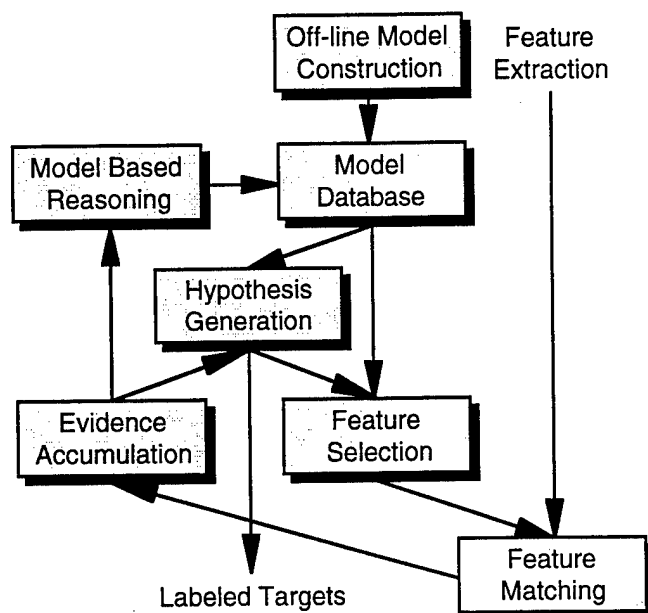 Off-line Model
Construction
Feature
Extraction
Model Based
Reasoning
Model
Database
Hypothesis
Generation
Evidence
Accumulation
Feature
Selection
Feature
Matching
Labeled Targets